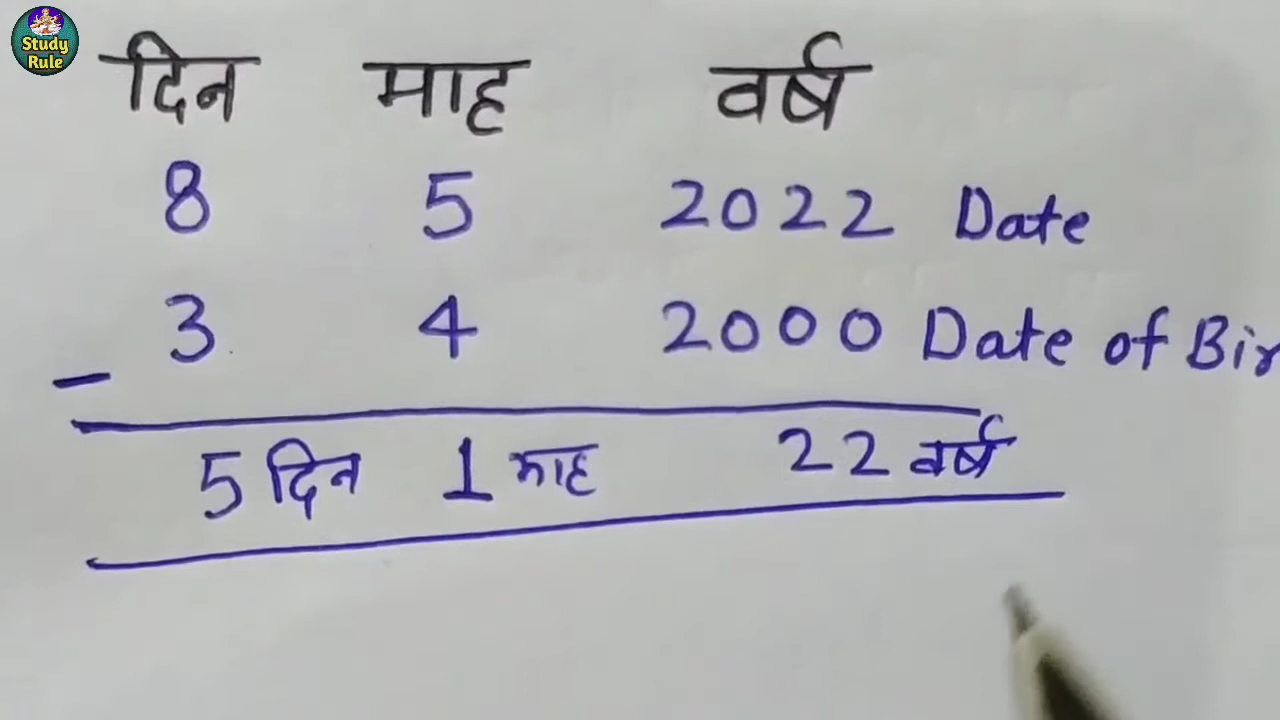 Study
Rule
दिन माह वर्ष
8 5 2022 Date
3 4 2000 Date of Bir
-
5 दिन 1 माह 22 वर्ष